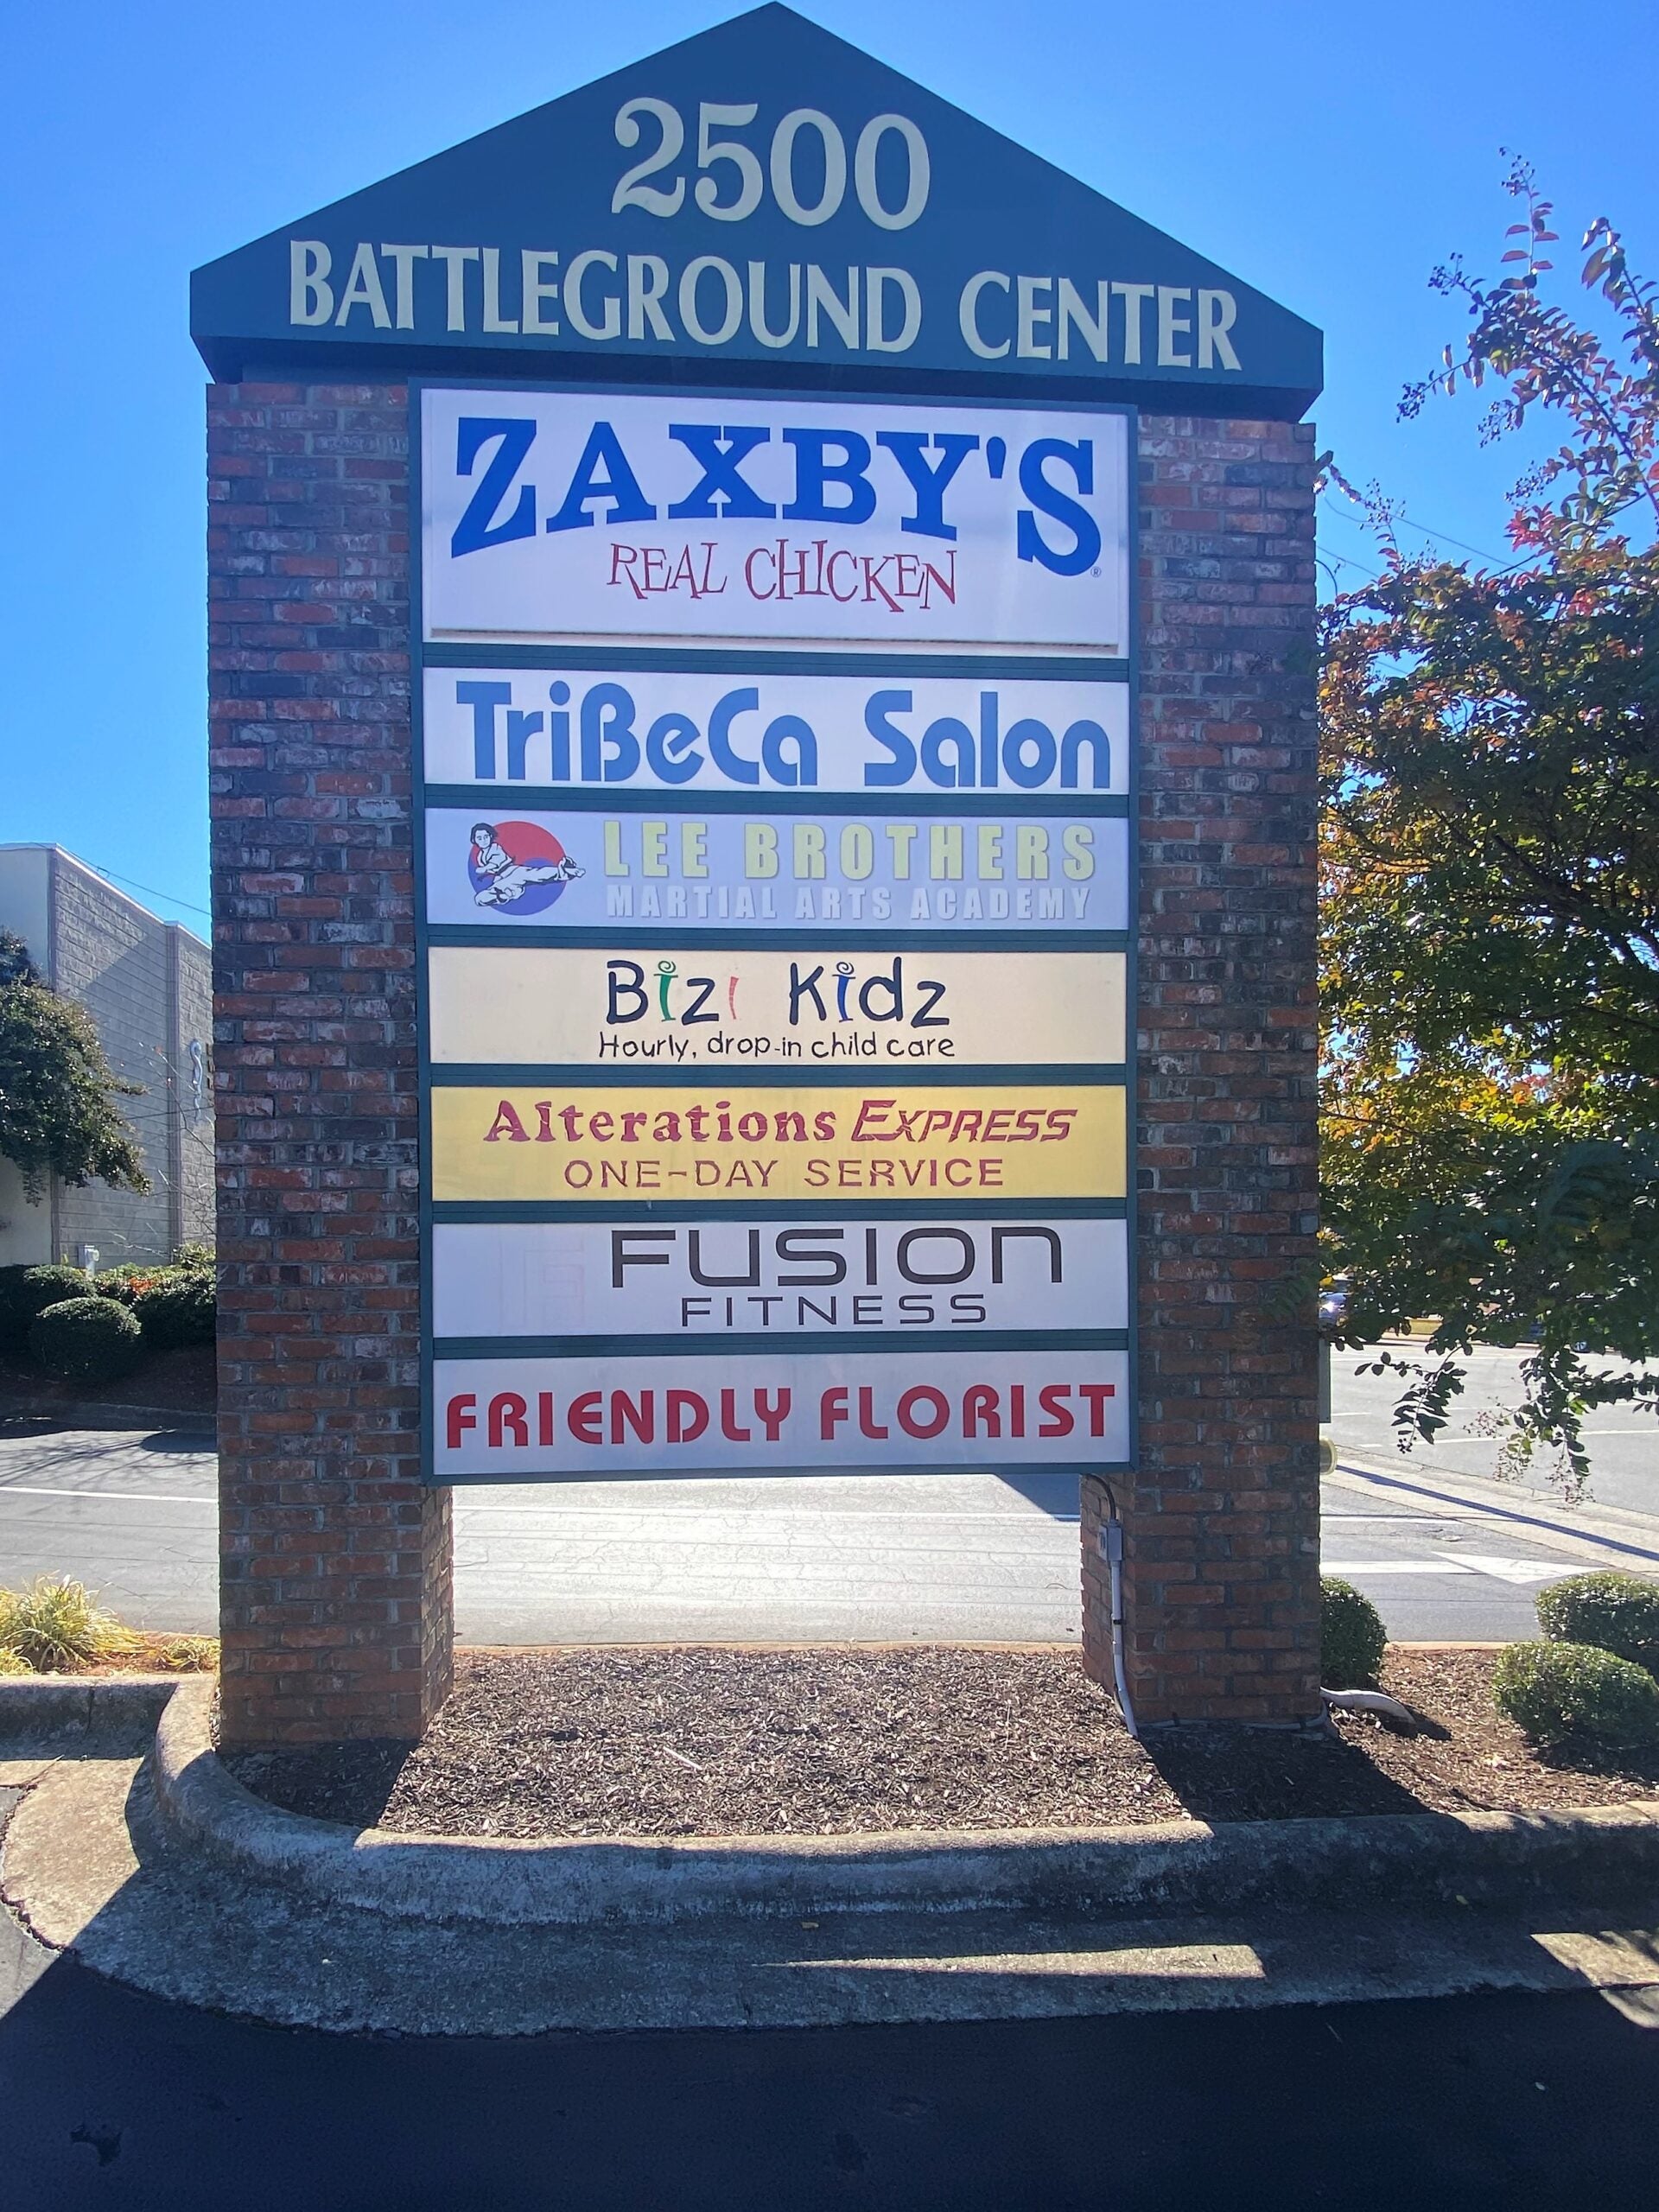 2500
BATTLEGROUND CENTER
ZAXBY'S
REAL CHICKEN
®
TriBeCa Salon
LEE BROTHERS
MARTIAL ARTS ACADEMY
Bizi Kidz
Hourly, drop-in child care
Alterations EXPRESS
ONE-DAY SERVICE
FUSION
FITNESS
FRIENDLY FLORIST